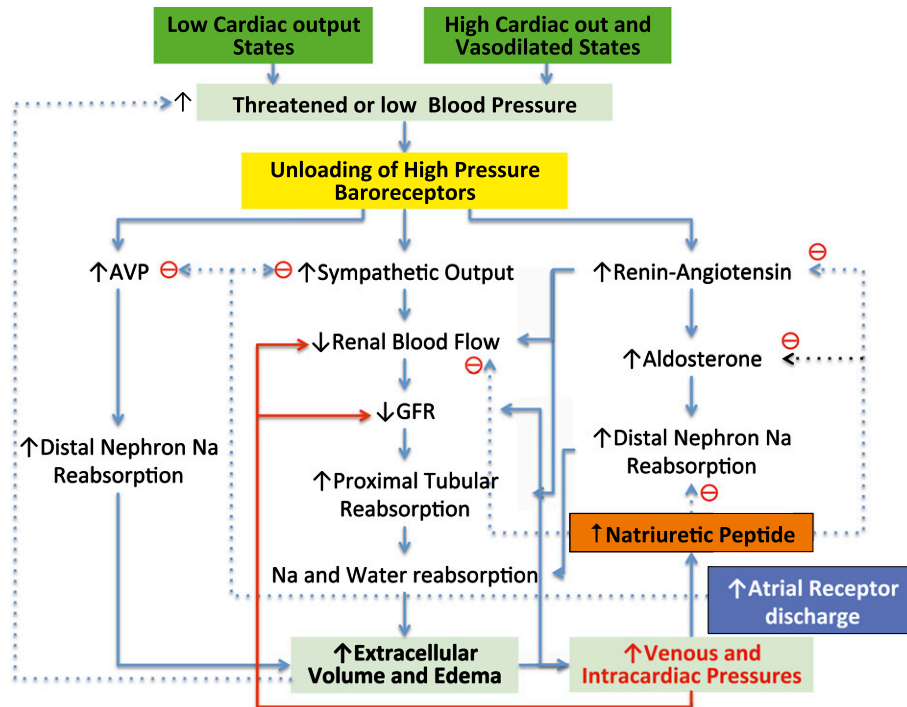 Low Cardiac output
States
High Cardiac out and
Vasodilated States
↑ Threatened or low Blood Pressure
Unloading of High Pressure
Baroreceptors
↑AVP ⊖
⊖ ↑Sympathetic Output
↑Renin-Angiotensin ⊖
↓Renal Blood Flow
⊖
↑Aldosterone ⊖
↓GFR
↑Distal Nephron Na
Reabsorption
↑Distal Nephron Na
Reabsorption
⊖
↑Proximal Tubular
Reabsorption
↑Natriuretic Peptide
Na and Water reabsorption
↑Atrial Receptor
discharge
↑Extracellular
Volume and Edema
↑Venous and
Intracardiac Pressures